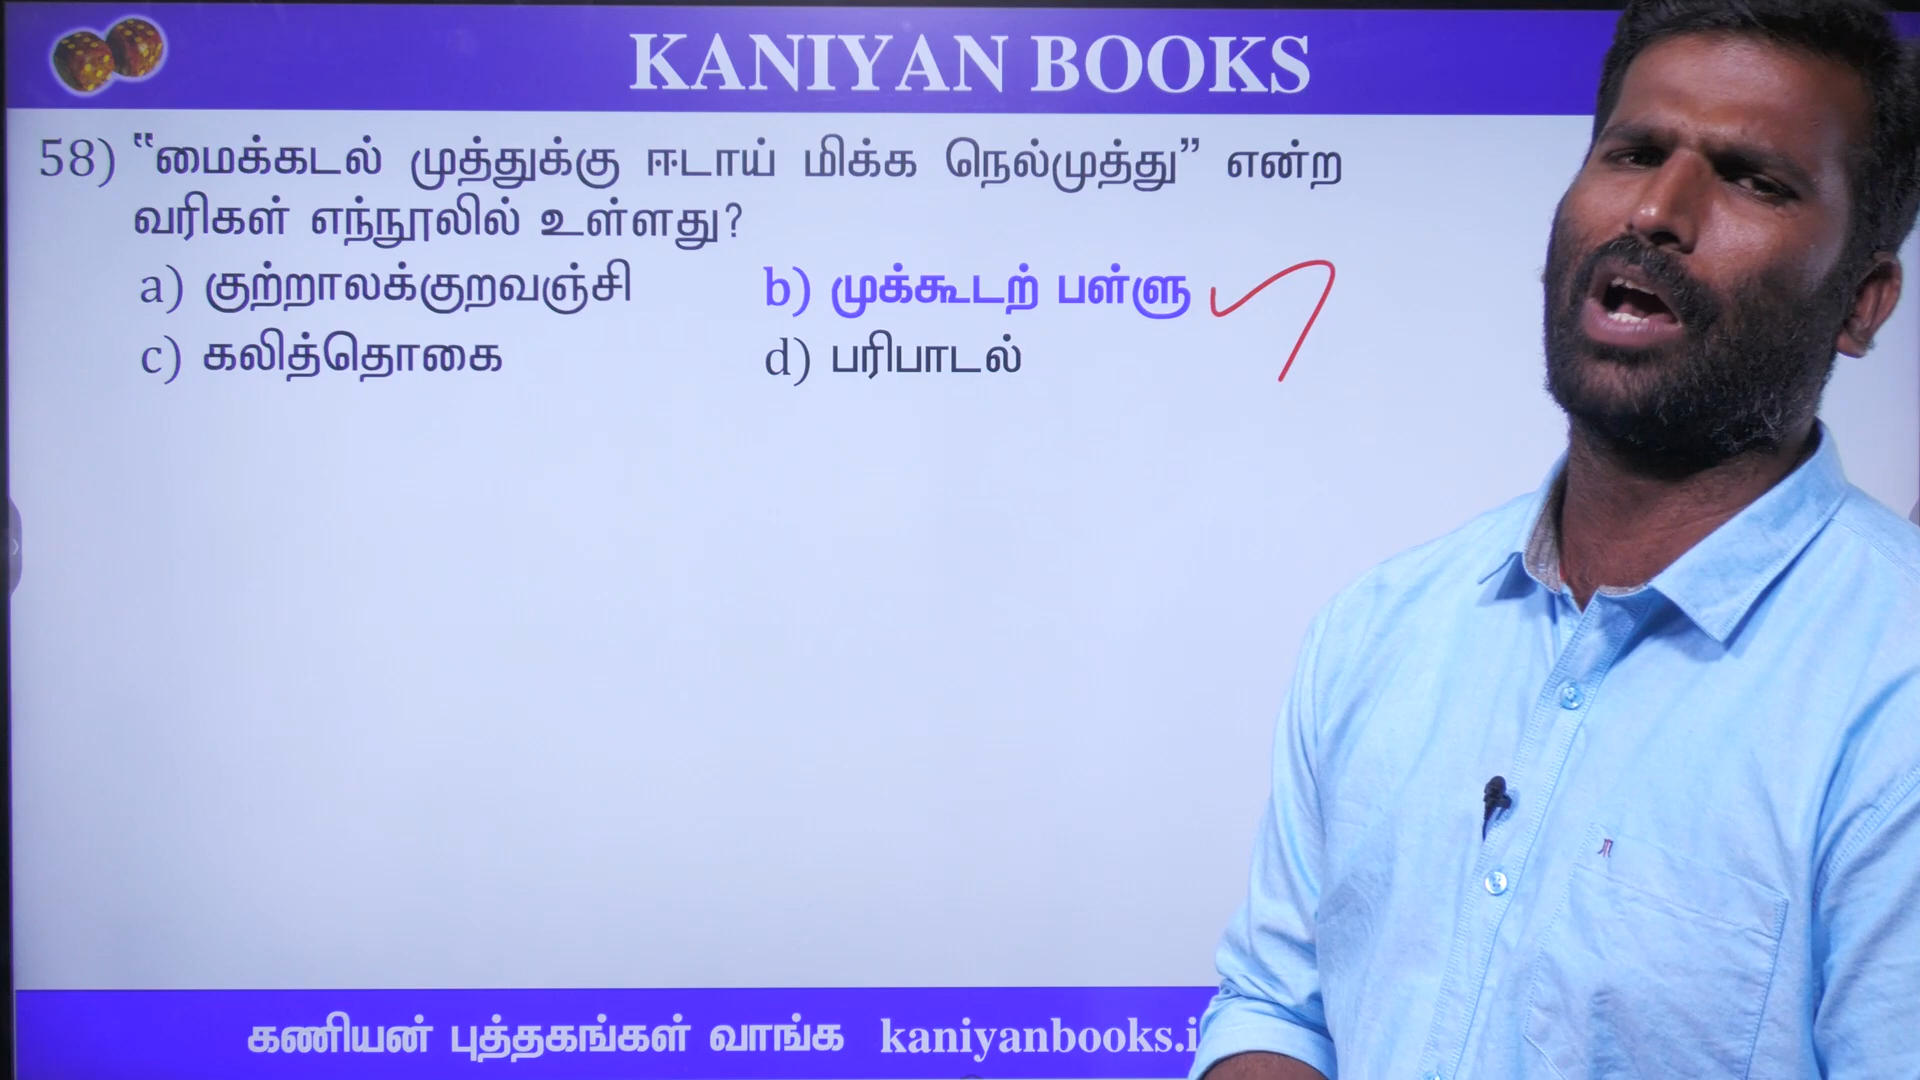 KANIYAN BOOKS
58) "மைக்கடல் முத்துக்கு ஈடாய் மிக்க நெல்முத்து" என்ற
வரிகள் எந்நூலில் உள்ளது?
a) குற்றாலக்குறவஞ்சி b) முக்கூடற் பள்ளு
c) கலித்தொகை d) பரிபாடல்
கணியன் புத்தகங்கள் வாங்க kaniyanbooks.i